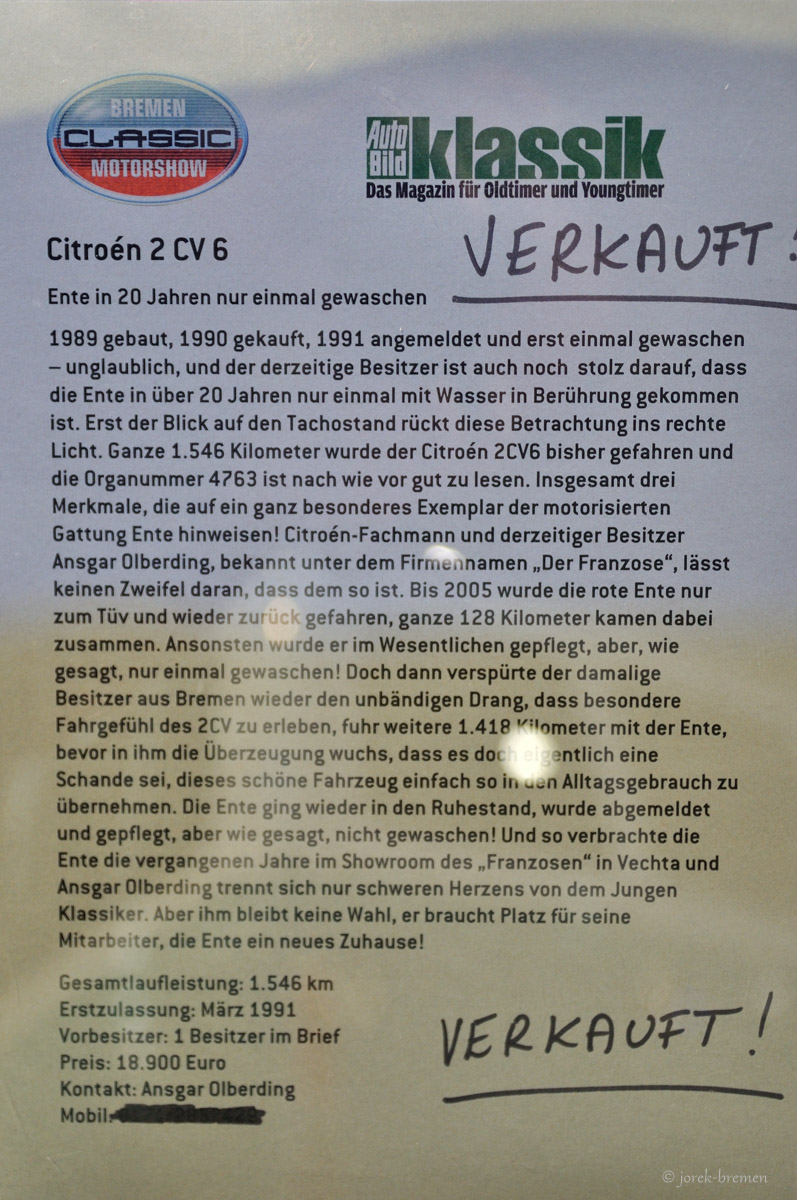 © jorek-bremen
BREMEN
CLASSIC
MOTORSHOW
Auto
Bild
klassik
Das Magazin für Oldtimer und Youngtimer
Citroén 2 CV 6
VERKAUFT!
Ente in 20 Jahren nur einmal gewaschen
1989 gebaut, 1990 gekauft, 1991 angemeldet und erst einmal gewaschen
– unglaublich, und der derzeitige Besitzer ist auch noch stolz darauf, dass
die Ente in über 20 Jahren nur einmal mit Wasser in Berührung gekommen
ist. Erst der Blick auf den Tachostand rückt diese Betrachtung ins rechte
Licht. Ganze 1.546 Kilometer wurde der Citroén 2CV6 bisher gefahren und
die Organummer 4763 ist nach wie vor gut zu lesen. Insgesamt drei
Merkmale, die auf ein ganz besonderes Exemplar der motorisierten
Gattung Ente hinweisen! Citroén-Fachmann und derzeitiger Besitzer
Ansgar Olberding, bekannt unter dem Firmennamen „Der Franzose“, lässt
keinen Zweifel daran, dass dem so ist. Bis 2005 wurde die rote Ente nur
zum Tüv und wieder zurück gefahren, ganze 128 Kilometer kamen dabei
zusammen. Ansonsten wurde er im Wesentlichen gepflegt, aber, wie
gesagt, nur einmal gewaschen! Doch dann verspürte der damalige
Besitzer aus Bremen wieder den unbändigen Drang, dass besondere
Fahrgefühl des 2CV zu erleben, fuhr weitere 1.418 Kilometer mit der Ente,
bevor in ihm die Überzeugung wuchs, dass es doch eigentlich eine
Schande sei, dieses schöne Fahrzeug einfach so in den Alltagsgebrauch zu
übernehmen. Die Ente ging wieder in den Ruhestand, wurde abgemeldet
und gepflegt, aber wie gesagt, nicht gewaschen! Und so verbrachte die
Ente die vergangenen Jahre im Showroom des „Franzosen“ in Vechta und
Ansgar Olberding trennt sich nur schweren Herzens von dem Jungen
Klassiker. Aber ihm bleibt keine Wahl, er braucht Platz für seine
Mitarbeiter, die Ente ein neues Zuhause!
Gesamtlaufleistung: 1.546 km
Erstzulassung: März 1991
Vorbesitzer: 1 Besitzer im Brief
Preis: 18.900 Euro
Kontakt: Ansgar Olberding
Mobil:
VERKAUFT!
© jorek-bremen